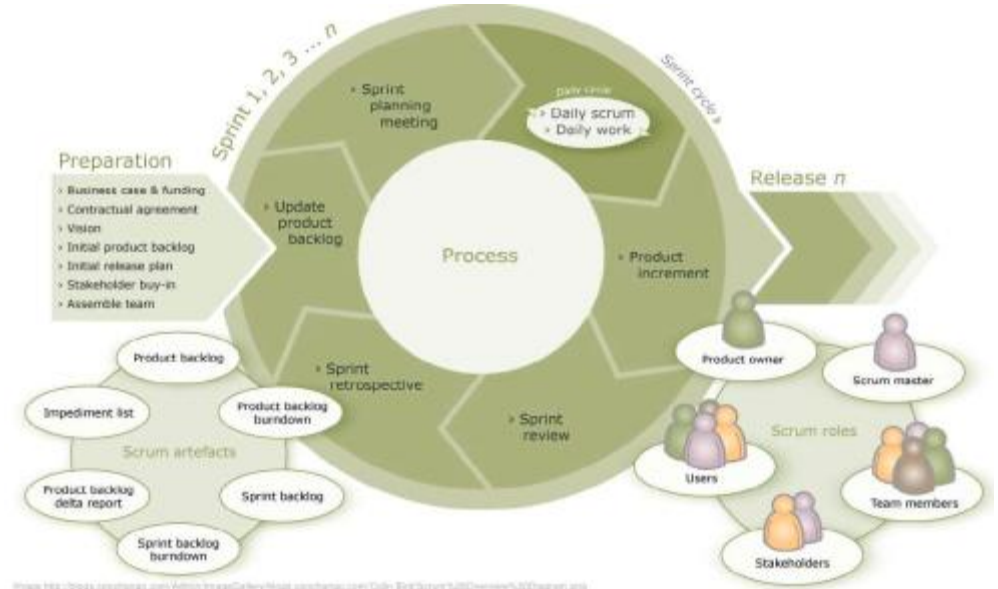 Sprint 1, 2, 3 ... n
Sprint cycle
Preparation
› Business case & funding
› Contractual agreement
› Vision
› Initial product backlog
› Initial release plan
› Stakeholder buy-in
› Assemble team
› Sprint
planning
meeting
Daily cycle
› Daily scrum
› Daily work
› Update
product
backlog
Process
› Product
increment
Release n
› Sprint
retrospective
› Sprint
review
Product backlog
Impediment list
Product backlog
burndown
Scrum artefacts
Product backlog
delta report
Sprint backlog
Sprint backlog
burndown
Product owner
Scrum master
Scrum roles
Users
Team members
Stakeholders